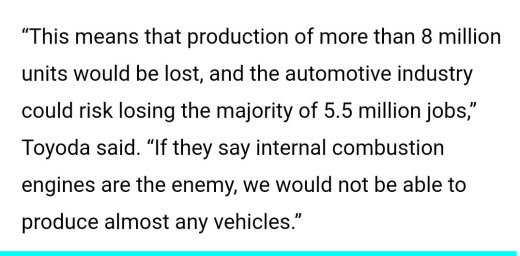 “This means that production of more than 8 million
units would be lost, and the automotive industry
could risk losing the majority of 5.5 million jobs,”
Toyoda said. “If they say internal combustion
engines are the enemy, we would not be able to
produce almost any vehicles.”